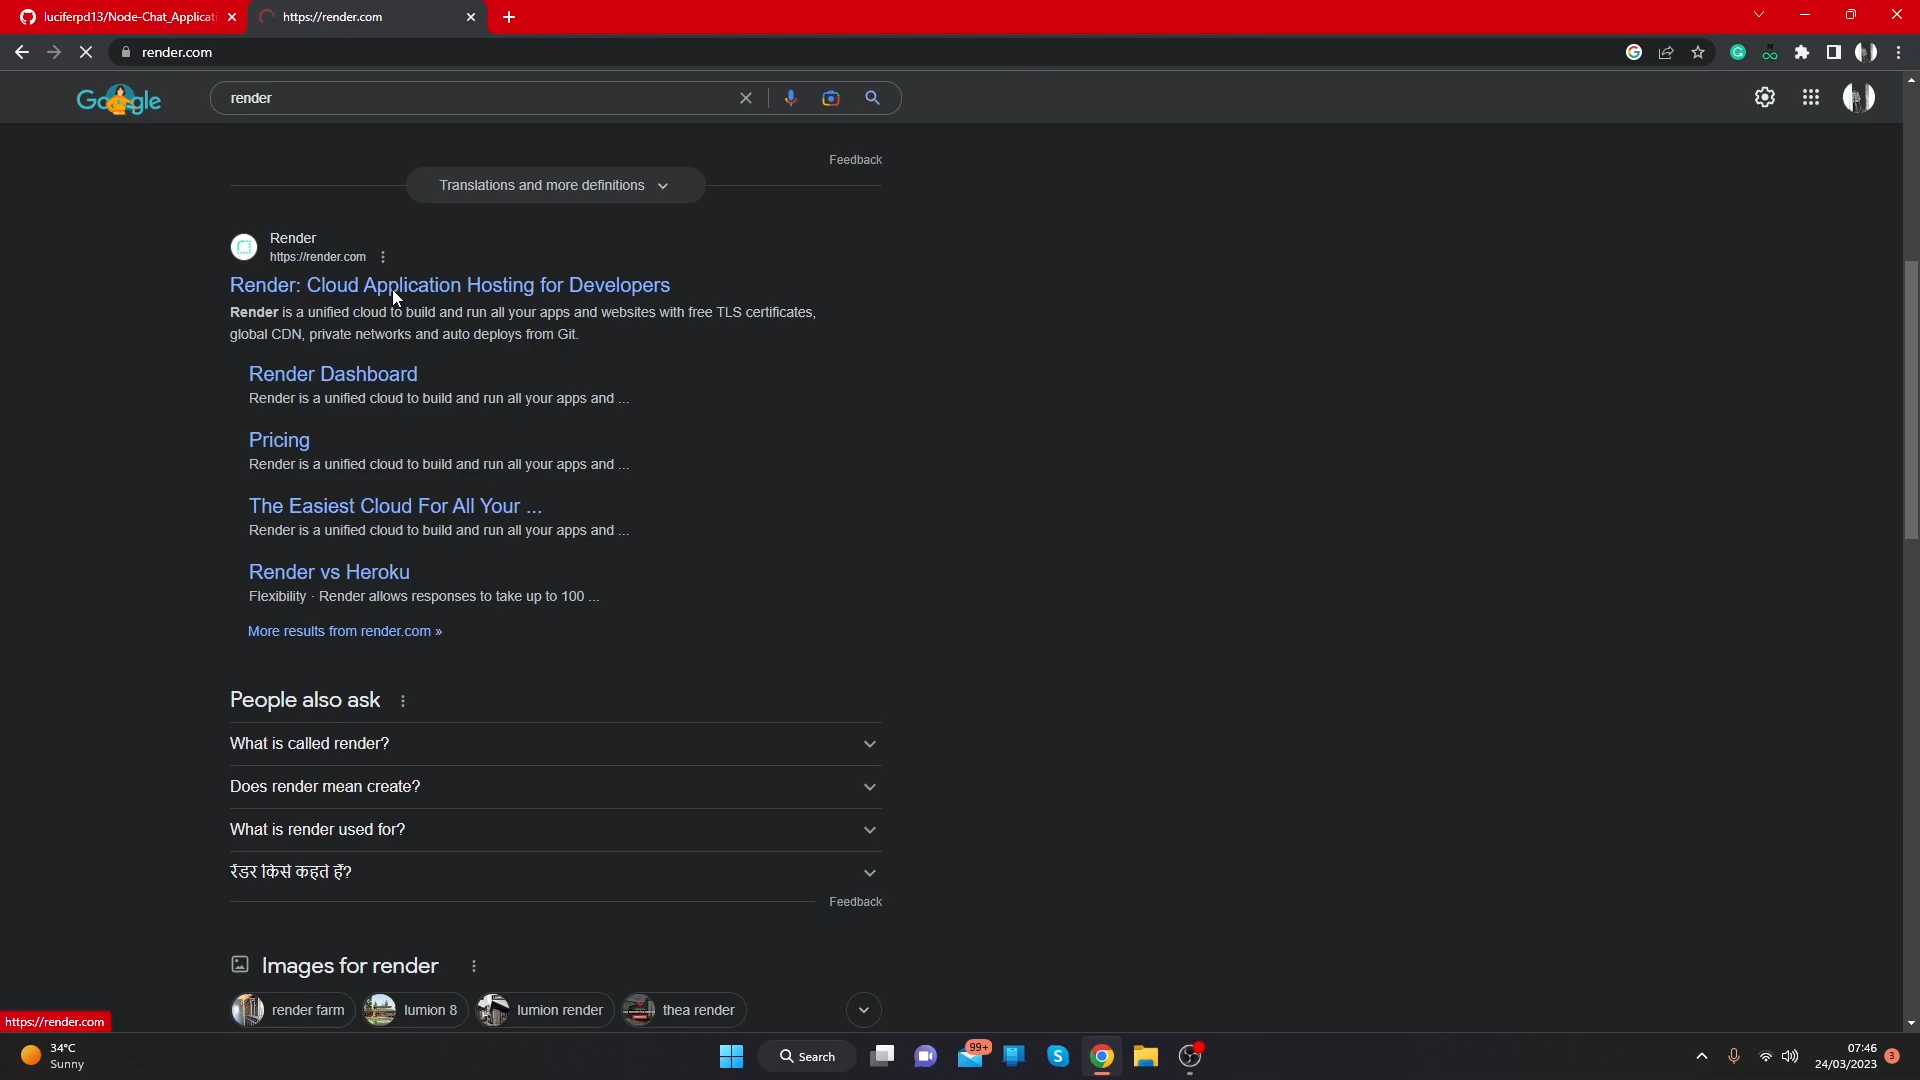 luciferpd13/Node-Chat_Applicati
https://render.com
render.com
Google
render
Feedback
Translations and more definitions
Render
https://render.com
Render: Cloud Application Hosting for Developers
Render is a unified cloud to build and run all your apps and websites with free TLS certificates,
global CDN, private networks and auto deploys from Git.
Render Dashboard
Render is a unified cloud to build and run all your apps and ...
Pricing
Render is a unified cloud to build and run all your apps and ...
The Easiest Cloud For All Your ...
Render is a unified cloud to build and run all your apps and ...
Render vs Heroku
Flexibility · Render allows responses to take up to 100 ...
More results from render.com »
People also ask
What is called render?
Does render mean create?
What is render used for?
रेंडर किसे कहते हैं?
Feedback
Images for render
render farm
lumion 8
lumion render
thea render
https://render.com
34°C
Sunny
Search
99+
07:46
24/03/2023
3